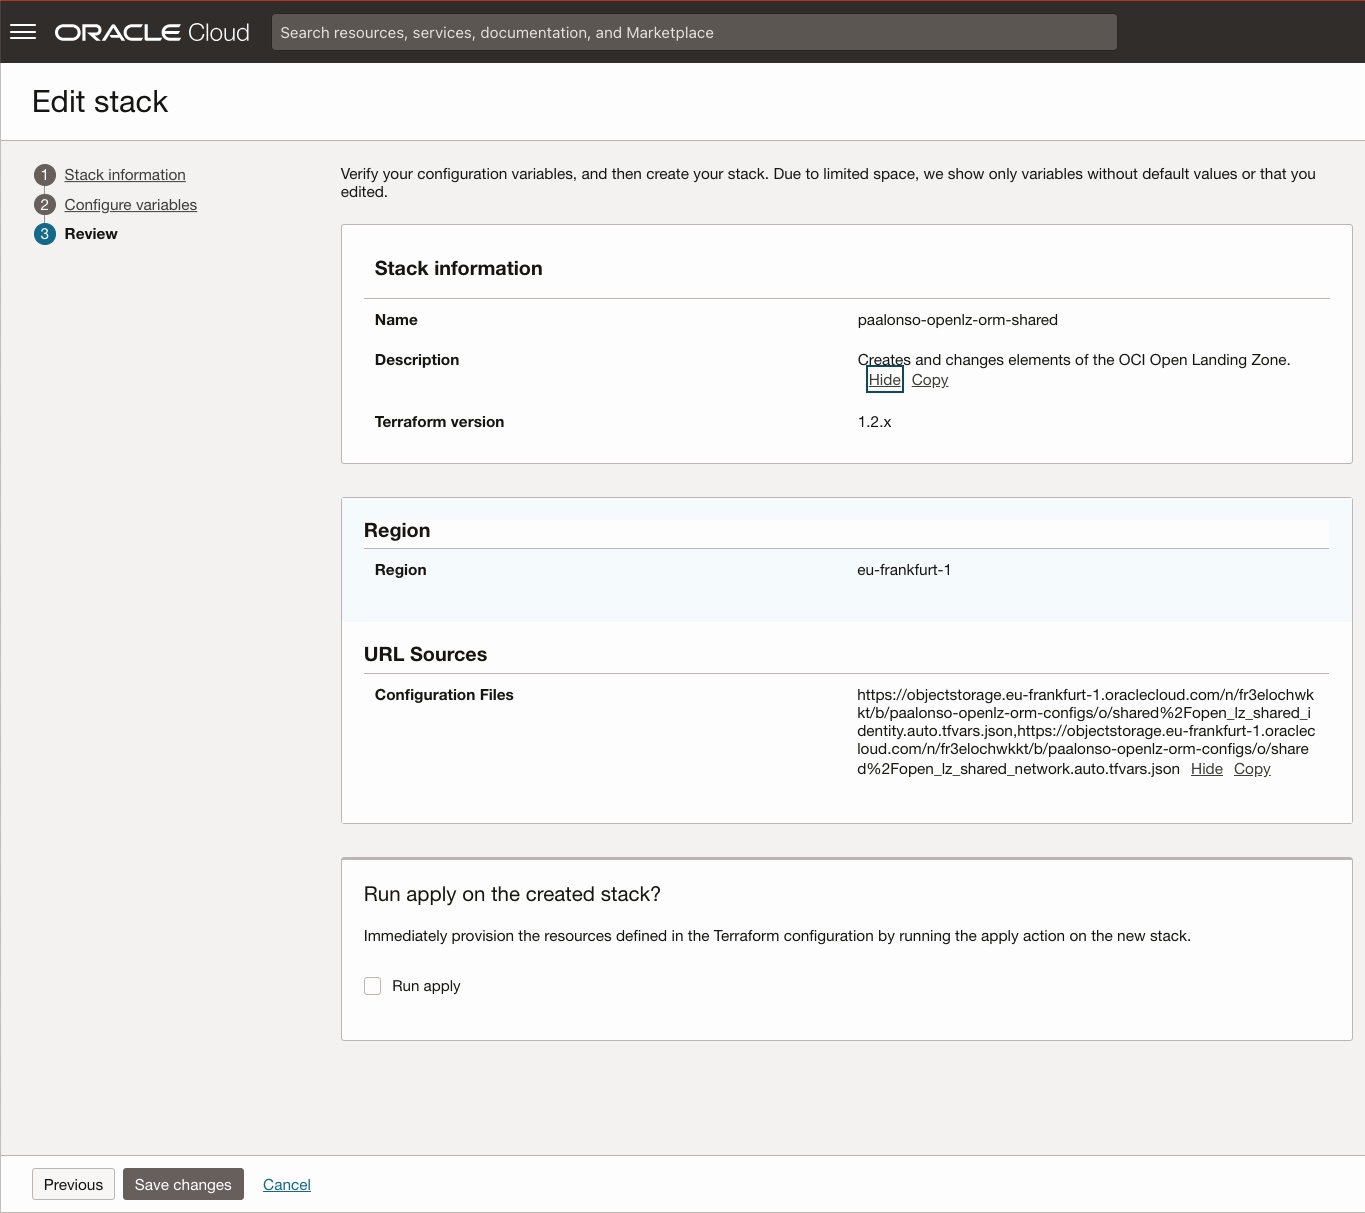 ORACLE Cloud
Search resources, services, documentation, and Marketplace
Edit stack
1 Stack information
2 Configure variables
3 Review
Verify your configuration variables, and then create your stack. Due to limited space, we show only variables without default values or that you
edited.
Stack information
Name paalonso-openlz-orm-shared
Description Creates and changes elements of the OCI Open Landing Zone.
Hide Copy
Terraform version 1.2.x
Region
Region eu-frankfurt-1
URL Sources
Configuration Files https://objectstorage.eu-frankfurt-1.oraclecloud.com/n/fr3elochwk
kt/b/paalonso-openlz-orm-configs/o/shared%2Fopen_lz_shared_i
dentity.auto.tfvars.json,https://objectstorage.eu-frankfurt-1.oraclec
loud.com/n/fr3elochwkkt/b/paalonso-openlz-orm-configs/o/share
d%2Fopen_lz_shared_network.auto.tfvars.json Hide Copy
Run apply on the created stack?
Immediately provision the resources defined in the Terraform configuration by running the apply action on the new stack.
Run apply
Previous Save changes Cancel